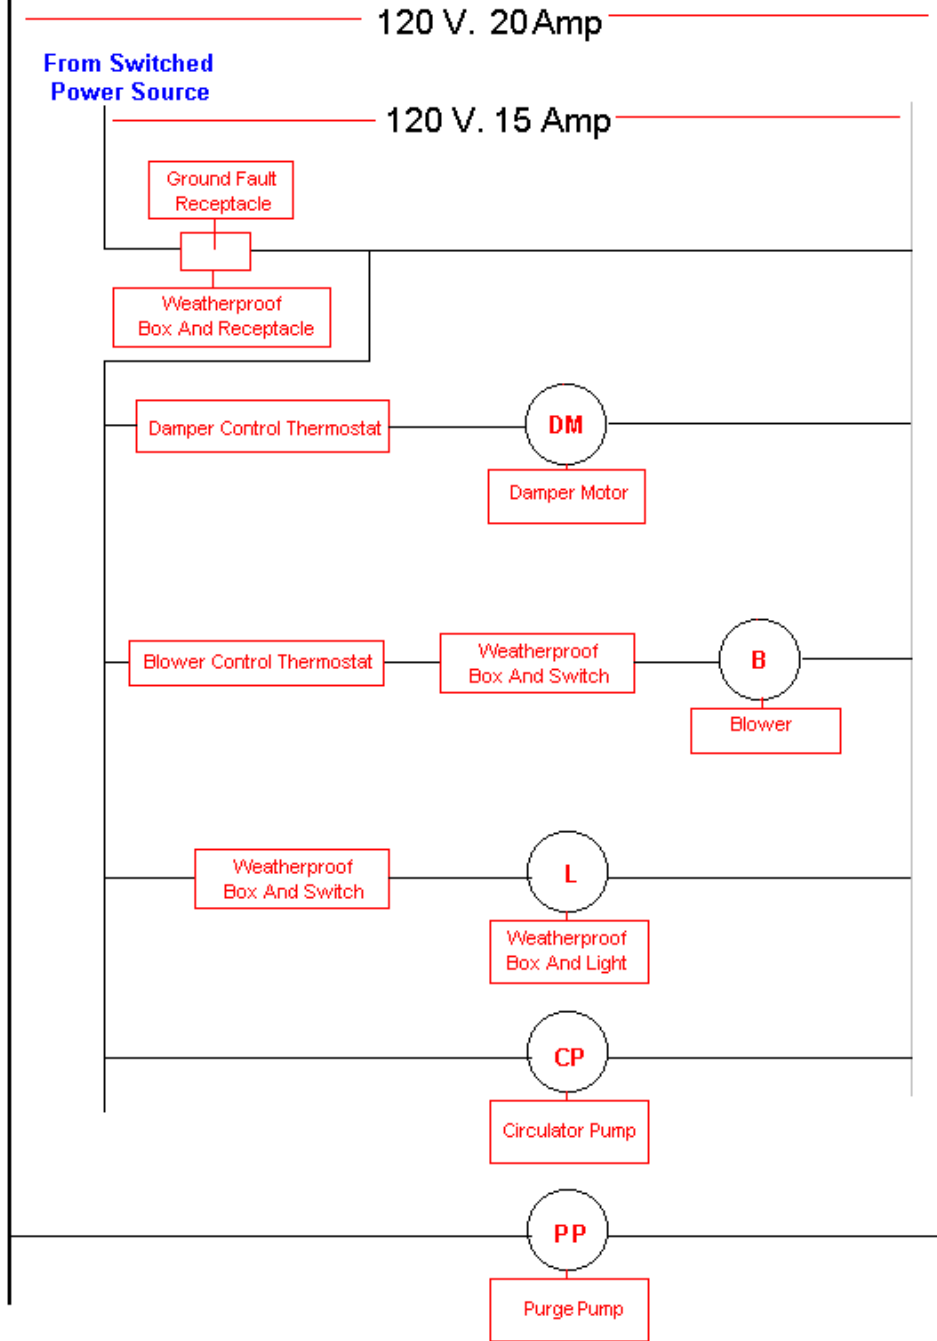 120 V. 20 Amp
From Switched
Power Source
120 V. 15 Amp
Ground Fault
Receptacle
Weatherproof
Box And Receptacle
Damper Control Thermostat
DM
Damper Motor
Blower Control Thermostat
Weatherproof
Box And Switch
B
Blower
Weatherproof
Box And Switch
L
Weatherproof
Box And Light
CP
Circulator Pump
PP
Purge Pump